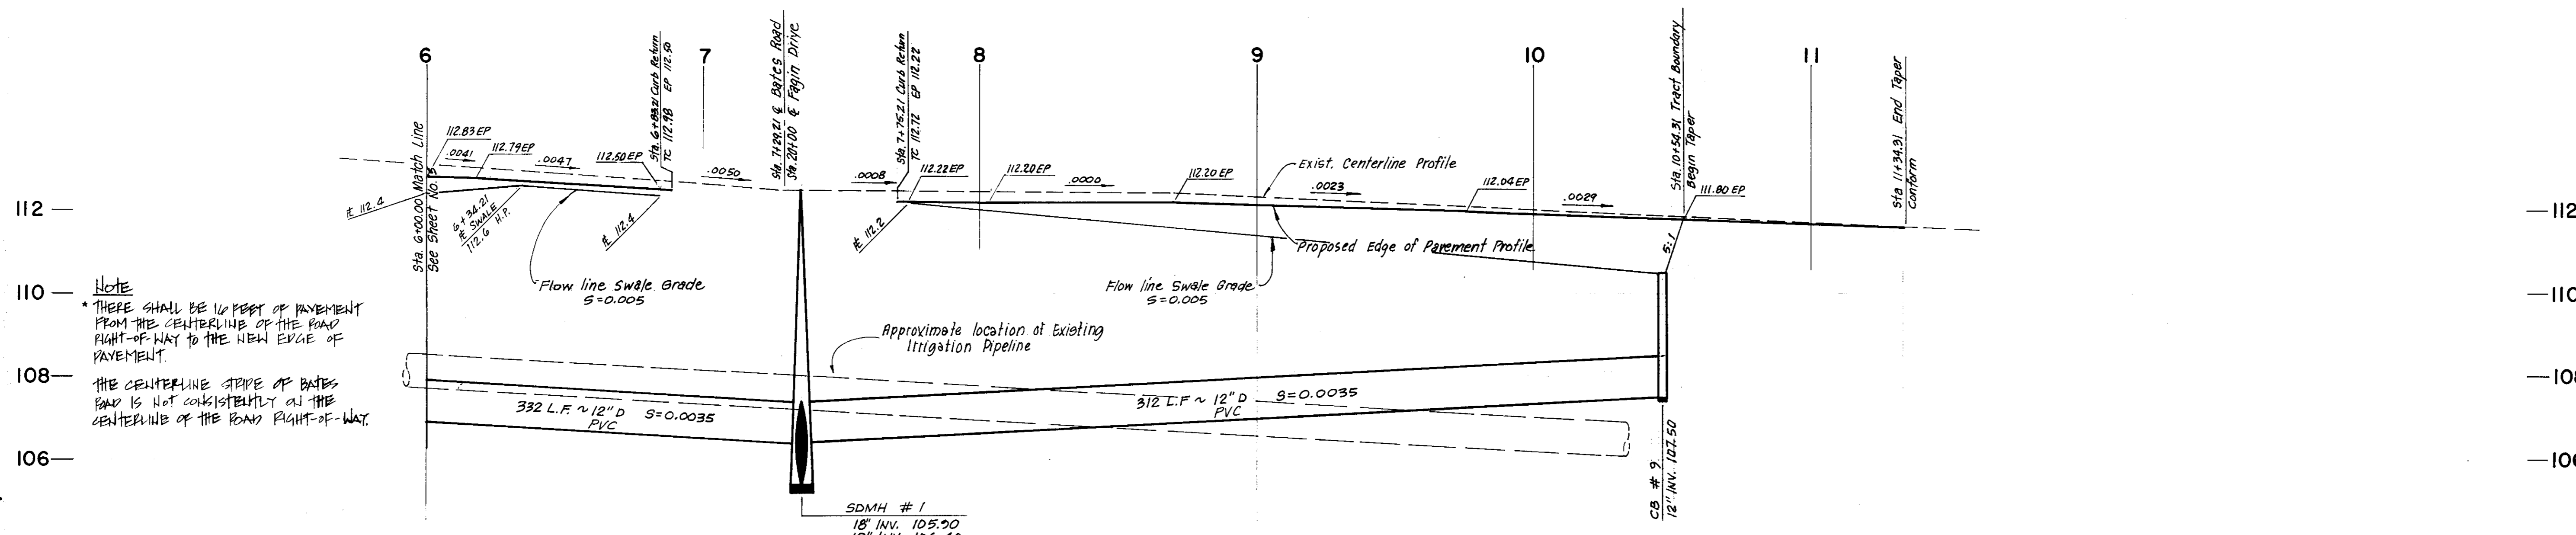 6
7
8
9
10
11
Sta. 6+00.00 Match Line
See Sheet No. 5
Sta. 6+83.21 Curb Return
TC 112.98 EP 112.50
Sta. 7+29.21 ℄ Bates Road
Sta. 20+00 ℄ Fagin Drive
Sta. 7+75.21 Curb Return
TC 112.72 EP 112.22
Sta. 10+54.31 Tract Boundary
Begin Taper
Sta 11+34.31 End Taper
Conform
112.83 EP
.0041
112.79 EP
.0047
112.50 EP
.0050
.0008
112.22 EP
112.20 EP
.0000
112.20 EP
Exist. Centerline Profile
.0023
112.04 EP
.0029
111.80 EP
112
112
112.4
6+34.21
SWALE
112.6 H.P.
112.4
112.2
5:1
Proposed Edge of Pavement Profile
Flow line Swale Grade
S=0.005
Flow line Swale Grade
S=0.005
110
110
NOTE
* THERE SHALL BE 16 FEET OF PAVEMENT
FROM THE CENTERLINE OF THE ROAD
RIGHT-OF-WAY TO THE NEW EDGE OF
PAVEMENT.
THE CENTERLINE STRIPE OF BATES
ROAD IS NOT CONSISTENTLY ON THE
CENTERLINE OF THE ROAD RIGHT-OF-WAY.
Approximate location of Existing
Irrigation Pipeline
108
108
332 L.F. ~ 12" D S=0.0035
PVC
312 L.F ~ 12" D S=0.0035
PVC
106
106
CB # 9
12" INV. 107.50
SDMH # 1
18" INV. 105.90